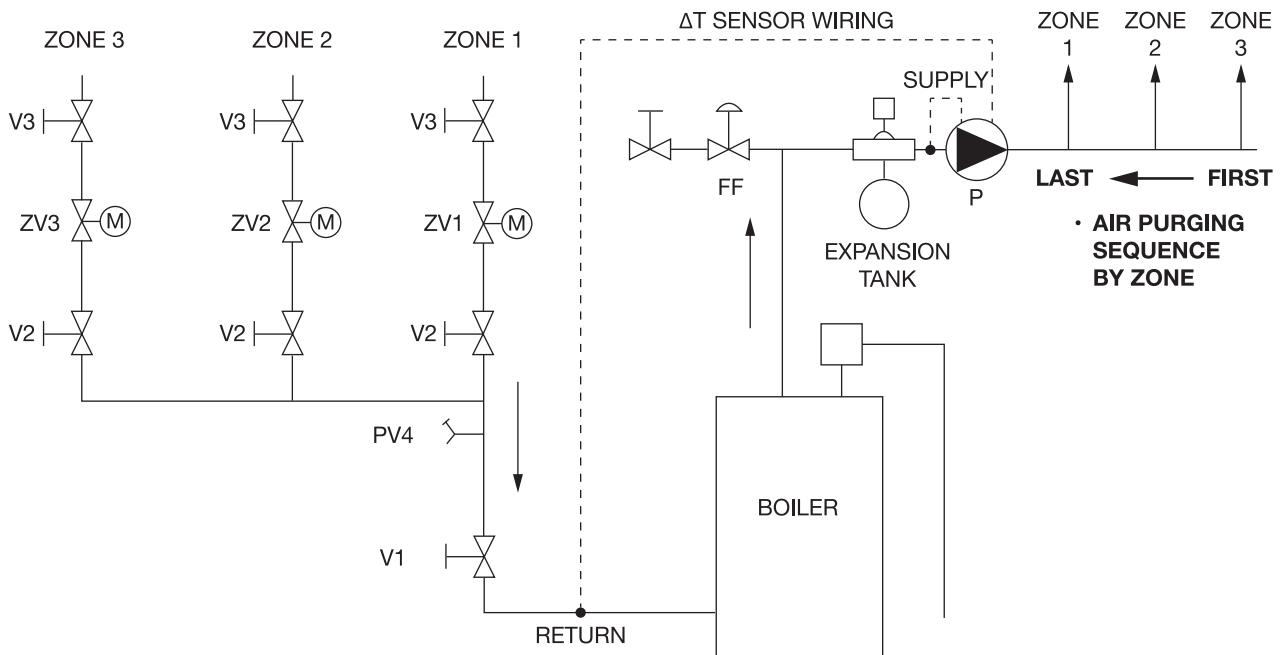 ΔT SENSOR WIRING
ZONE 3
ZONE 2
ZONE 1
ZONE
1
ZONE
2
ZONE
3
SUPPLY
V3
V3
V3
FF
P
LAST
FIRST
ZV3
M
ZV2
M
ZV1
M
EXPANSION
TANK
• AIR PURGING
SEQUENCE
BY ZONE
V2
V2
V2
PV4
BOILER
V1
RETURN